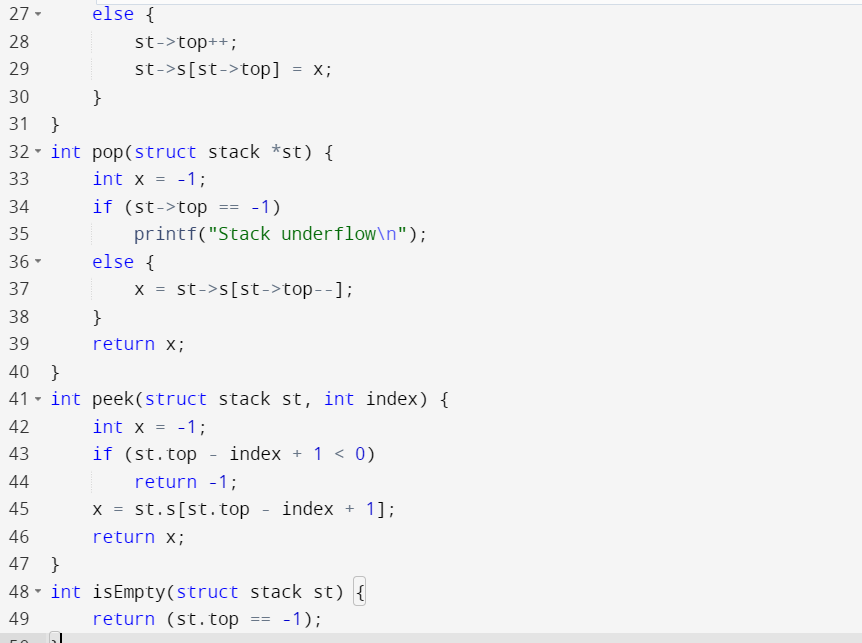 27 else {
28 st->top++;
29 st->s[st->top] = x;
30 }
31 }
32 int pop(struct stack *st) {
33 int x = -1;
34 if (st->top == -1)
35 printf("Stack underflow\n");
36 else {
37 x = st->s[st->top--];
38 }
39 return x;
40 }
41 int peek(struct stack st, int index) {
42 int x = -1;
43 if (st.top - index + 1 < 0)
44 return -1;
45 x = st.s[st.top - index + 1];
46 return x;
47 }
48 int isEmpty(struct stack st) {
49 return (st.top == -1);
50 }